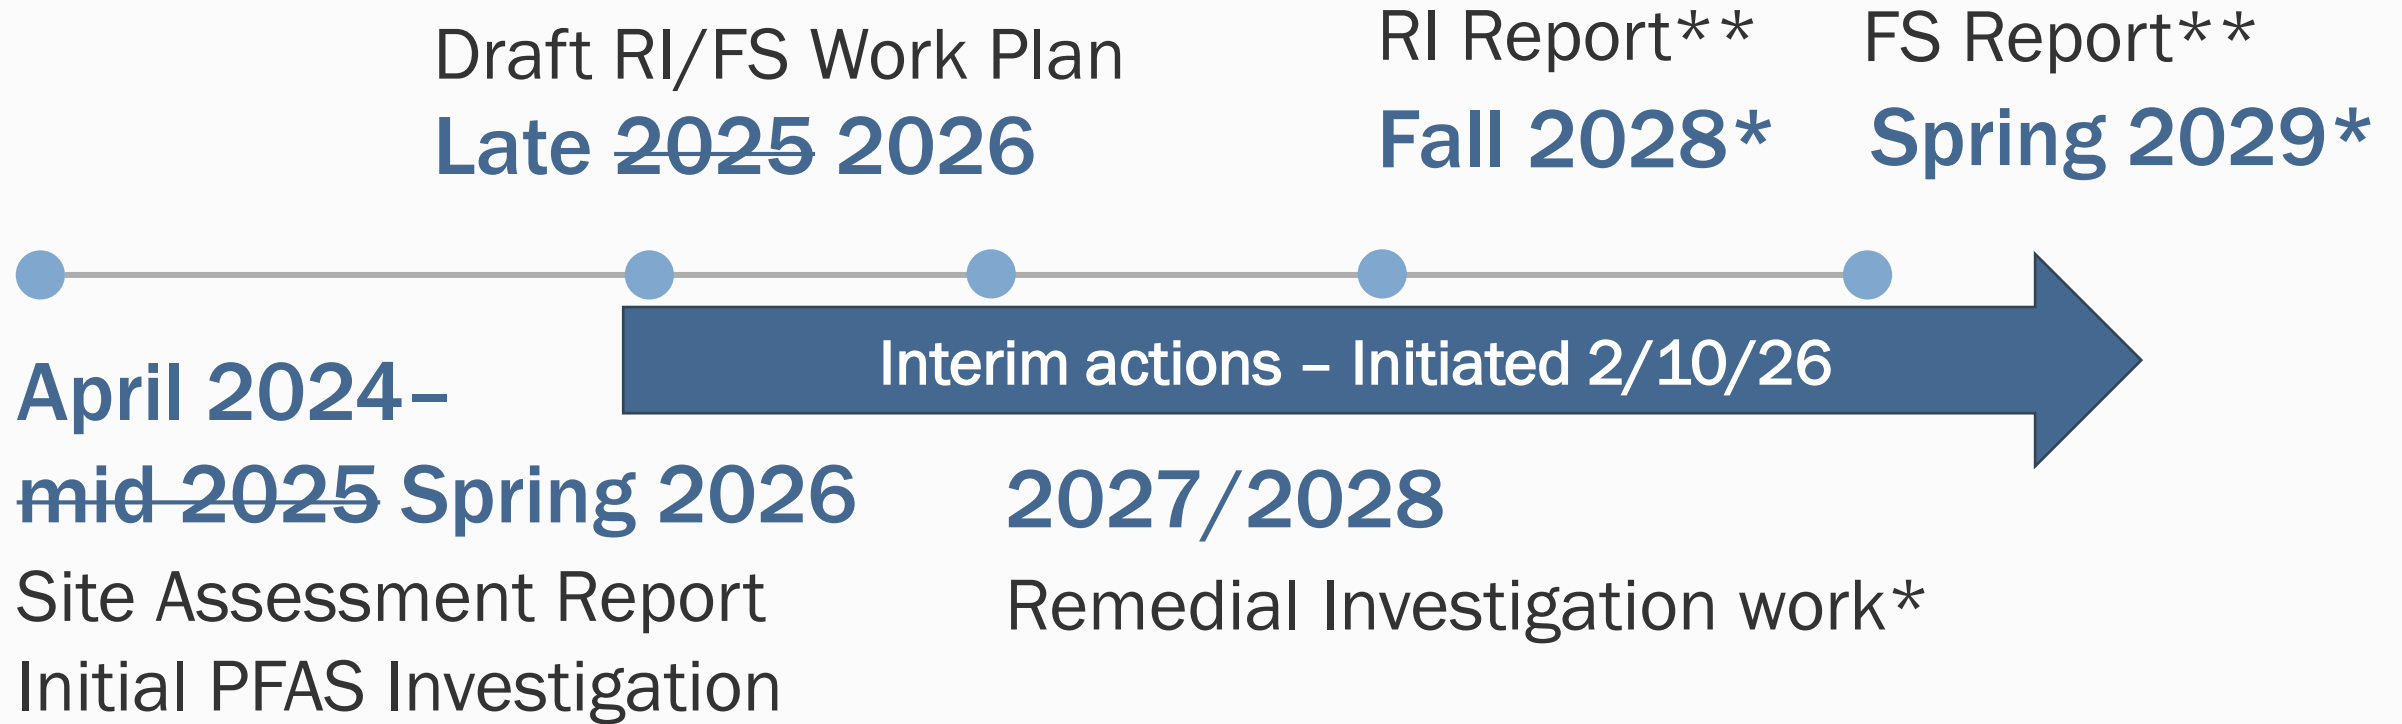 Draft RI/FS Work Plan
Late 2025 2026
RI Report**
Fall 2028*
FS Report**
Spring 2029*
Interim actions – Initiated 2/10/26
April 2024–
mid 2025 Spring 2026
Site Assessment Report
Initial PFAS Investigation
2027/2028
Remedial Investigation work*